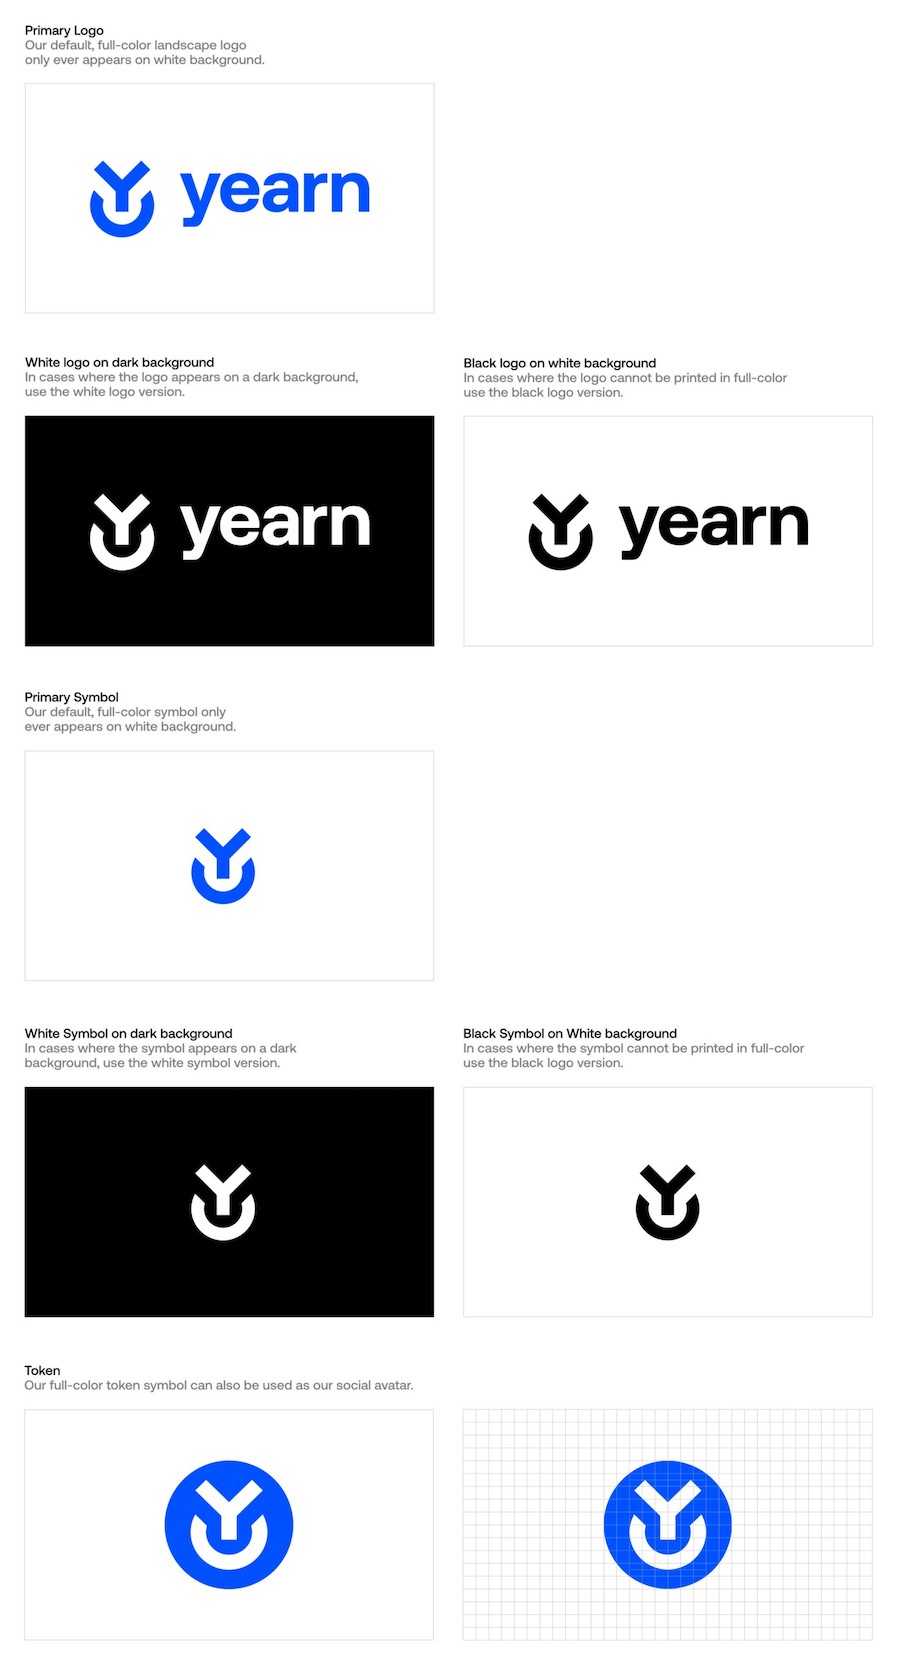 Primary Logo
Our default, full-color landscape logo
only ever appears on white background.
yearn
White logo on dark background
In cases where the logo appears on a dark background,
use the white logo version.
yearn
Black logo on white background
In cases where the logo cannot be printed in full-color
use the black logo version.
yearn
Primary Symbol
Our default, full-color symbol only
ever appears on white background.
White Symbol on dark background
In cases where the symbol appears on a dark
background, use the white symbol version.
Black Symbol on White background
In cases where the symbol cannot be printed in full-color
use the black logo version.
Token
Our full-color token symbol can also be used as our social avatar.